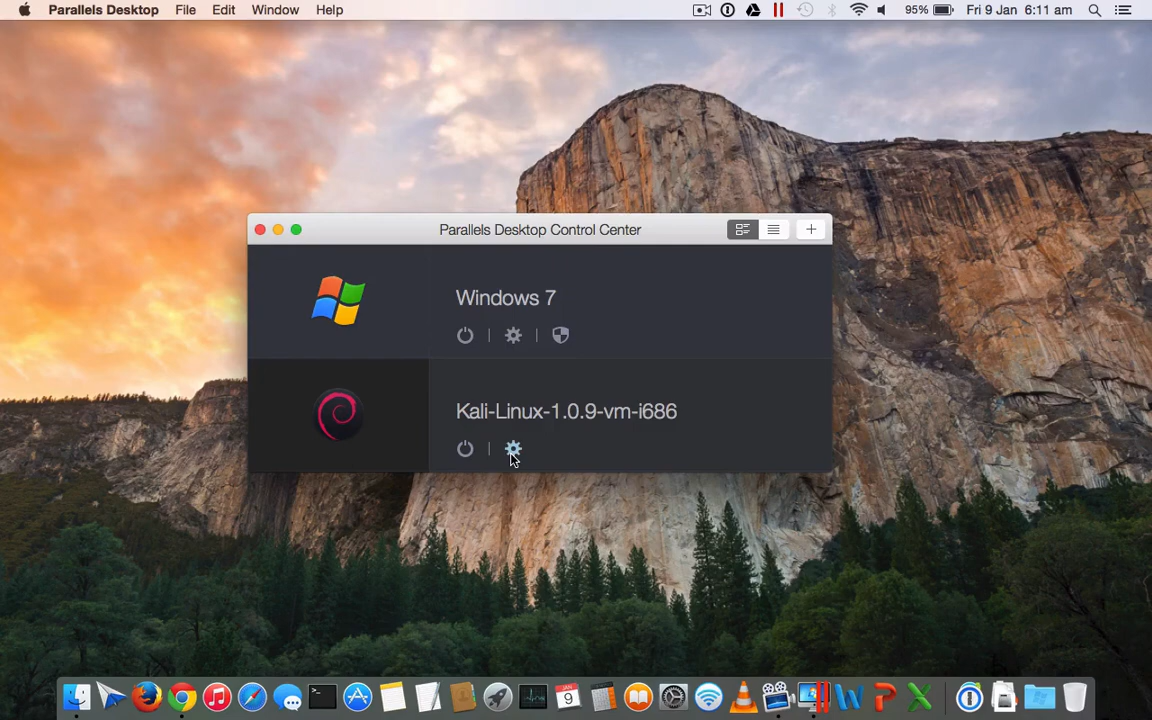 Parallels Desktop File Edit Window Help 95% Fri 9 Jan 6:11 am
Parallels Desktop Control Center
Windows 7
Kali-Linux-1.0.9-vm-i686